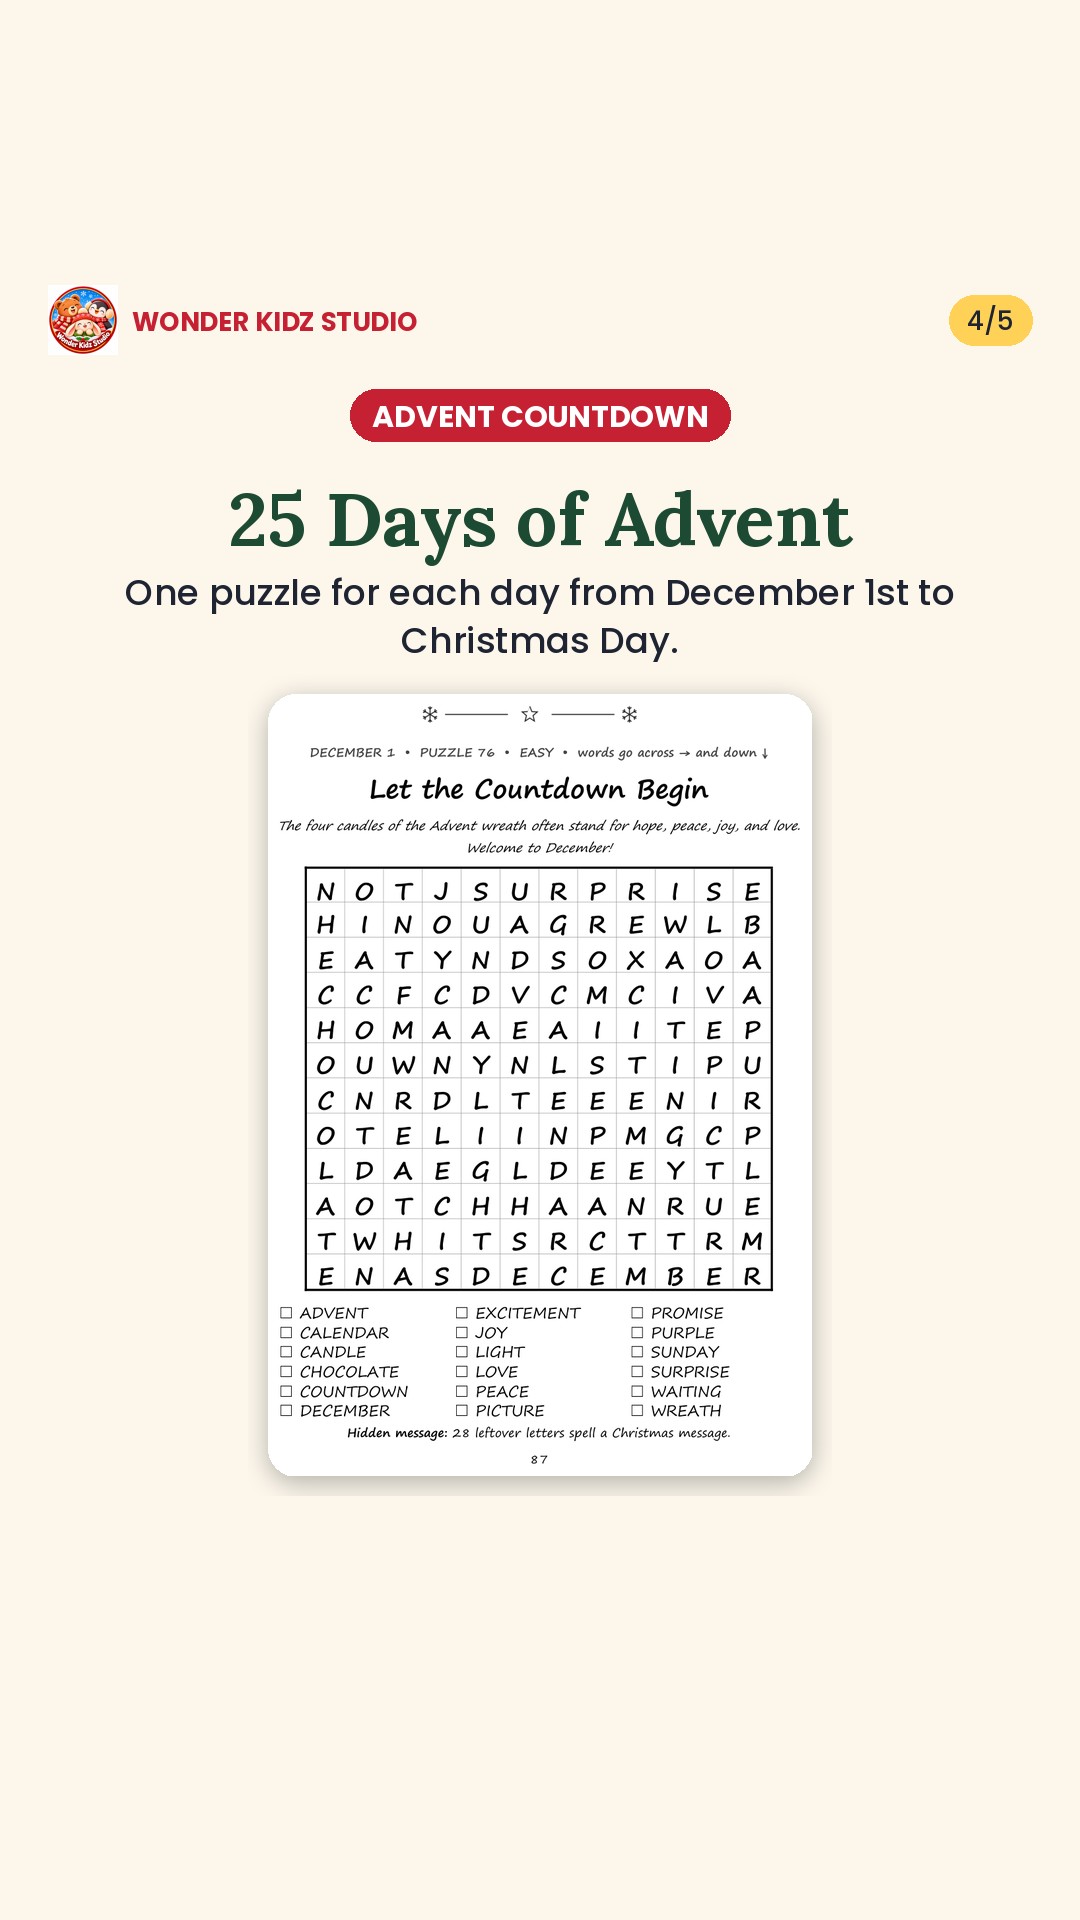 Wonder Kidz Studio
WONDER KIDZ STUDIO
4/5
ADVENT COUNTDOWN
25 Days of Advent
One puzzle for each day from December 1st to
Christmas Day.
DECEMBER 1 • PUZZLE 76 • EASY • words go across → and down ↓
Let the Countdown Begin
The four candles of the Advent wreath often stand for hope, peace, joy, and love.
Welcome to December!
N O T J S U R P R I S E
H I N O U A G R E W L B
E A T Y N D S O X A O A
C C F C D V C M C I V A
H O M A A E A I I T E P
O U W N Y N L S T I P U
C N R D L T E E E N I R
O T E L I I N P M G C P
L D A E G L D E E Y T L
A O T C H H A A N R U E
T W H I T S R C T T R M
E N A S D E C E M B E R
☐ ADVENT ☐ EXCITEMENT ☐ PROMISE
☐ CALENDAR ☐ JOY ☐ PURPLE
☐ CANDLE ☐ LIGHT ☐ SUNDAY
☐ CHOCOLATE ☐ LOVE ☐ SURPRISE
☐ COUNTDOWN ☐ PEACE ☐ WAITING
☐ DECEMBER ☐ PICTURE ☐ WREATH
Hidden message: 28 leftover letters spell a Christmas message.
87